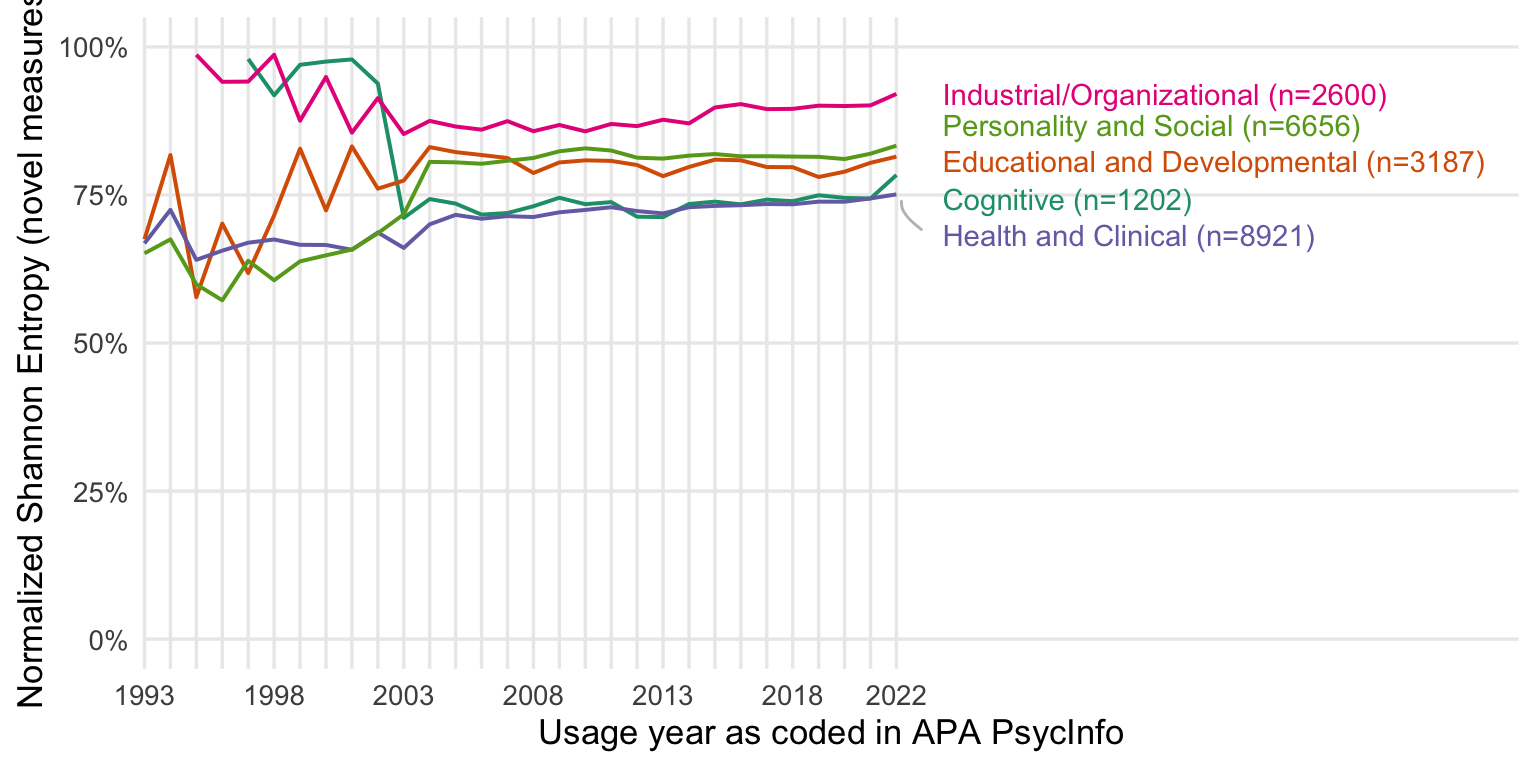 Normalized Shannon Entropy (novel measures
100%
75%
50%
25%
0%
Industrial/Organizational (n=2600)
Personality and Social (n=6656)
Educational and Developmental (n=3187)
Cognitive (n=1202)
Health and Clinical (n=8921)
1993 1998 2003 2008 2013 2018 2022
Usage year as coded in APA PsycInfo